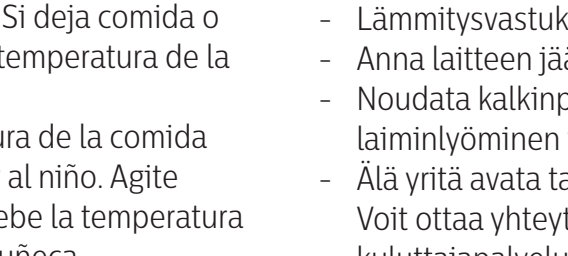 Si deja comida o
temperatura de la
ura de la comida
al niño. Agite
ebe la temperatura
uñeca.
- Lämmitysvastuk
- Anna laitteen jää
- Noudata kalkinp
laiminlyöminen
- Älä yritä avata ta
Voit ottaa yhteyt
kuluttajapalvelu